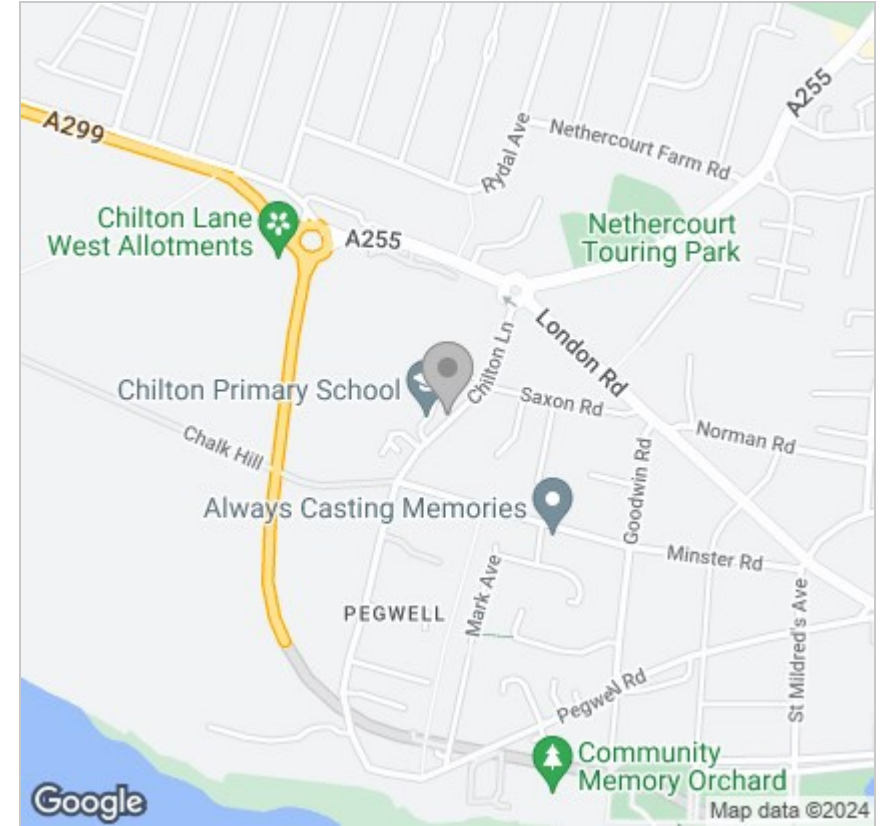 A255
A299
Rydal Ave
Nethercourt Farm Rd
Chilton Lane
West Allotments
A255
Nethercourt
Touring Park
London Rd
Chilton Ln
Chilton Primary School
Saxon Rd
Norman Rd
Chalk Hill
Goodwin Rd
Always Casting Memories
Minster Rd
Mark Ave
PEGWELL
St Mildred's Ave
Pegwell Rd
Community
Memory Orchard
Google
Map data ©2024